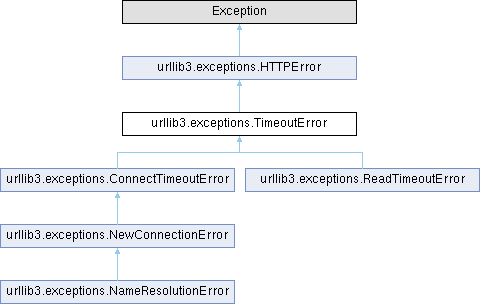 Exception
urllib3.exceptions.HTTPError
urllib3.exceptions.TimeoutError
urllib3.exceptions.ConnectTimeoutError
urllib3.exceptions.ReadTimeoutError
urllib3.exceptions.NewConnectionError
urllib3.exceptions.NameResolutionError